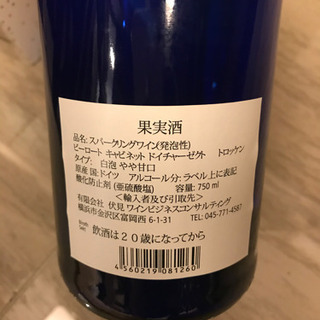 果実酒
品名: スパークリングワイン(発泡性)
ピーロート キャビネット ドイチャーゼクト トロッケン
タイプ: 白泡 やや甘口
原産国:ドイツ アルコール分:ラベル上に表記
酸化防止剤 (亜硫酸塩) 容量: 750 ml
<輸入者及び引取先>
有限会社 伏見 ワインビジネスコンサルティング
横浜市金沢区富岡西 6-1-31 TEL: 045-771-4587
飲酒は20歳になってから
4560219081260